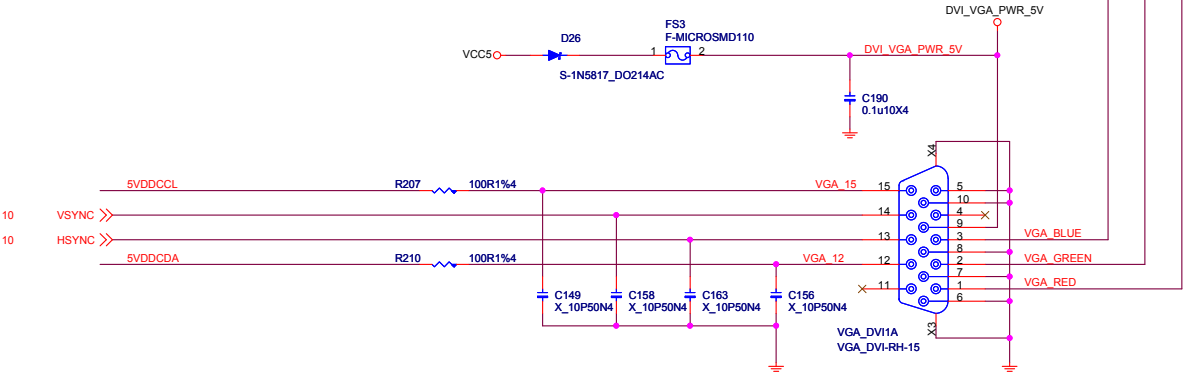 DVI_VGA_PWR_5V
FS3
F-MICROSMD110
D26
VCC5
1
2
DVI_VGA_PWR_5V
S-1N5817_DO214AC
C190
0.1u10X4
X4
5VDDCCL
R207
100R1%4
VGA_15
15
5
10
10
VSYNC
14
4
9
10
HSYNC
13
3
VGA_BLUE
8
5VDDCDA
R210
100R1%4
VGA_12
12
2
VGA_GREEN
7
11
1
VGA_RED
6
C149
X_10P50N4
C158
X_10P50N4
C163
X_10P50N4
C156
X_10P50N4
X3
VGA_DVI1A
VGA_DVI-RH-15